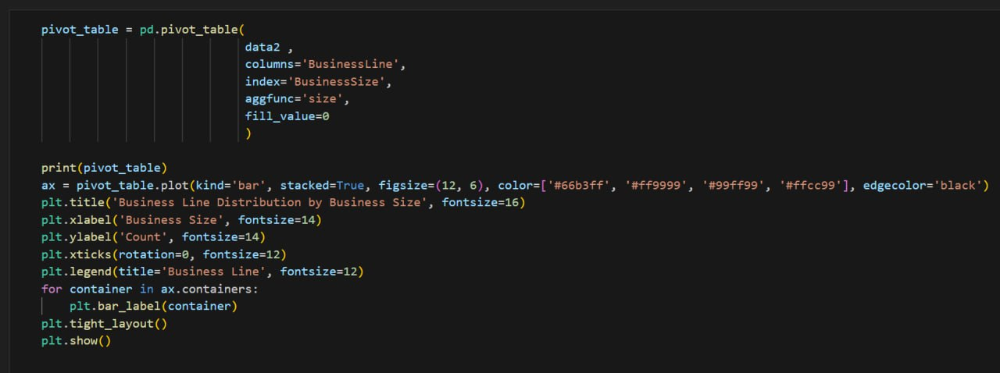 pivot_table = pd.pivot_table(
data2 ,
columns='BusinessLine',
index='BusinessSize',
aggfunc='size',
fill_value=0
)
print(pivot_table)
ax = pivot_table.plot(kind='bar', stacked=True, figsize=(12, 6), color=['#66b3ff', '#ff9999', '#99ff99', '#ffcc99'], edgecolor='black')
plt.title('Business Line Distribution by Business Size', fontsize=16)
plt.xlabel('Business Size', fontsize=14)
plt.ylabel('Count', fontsize=14)
plt.xticks(rotation=0, fontsize=12)
plt.legend(title='Business Line', fontsize=12)
for container in ax.containers:
    plt.bar_label(container)
plt.tight_layout()
plt.show()